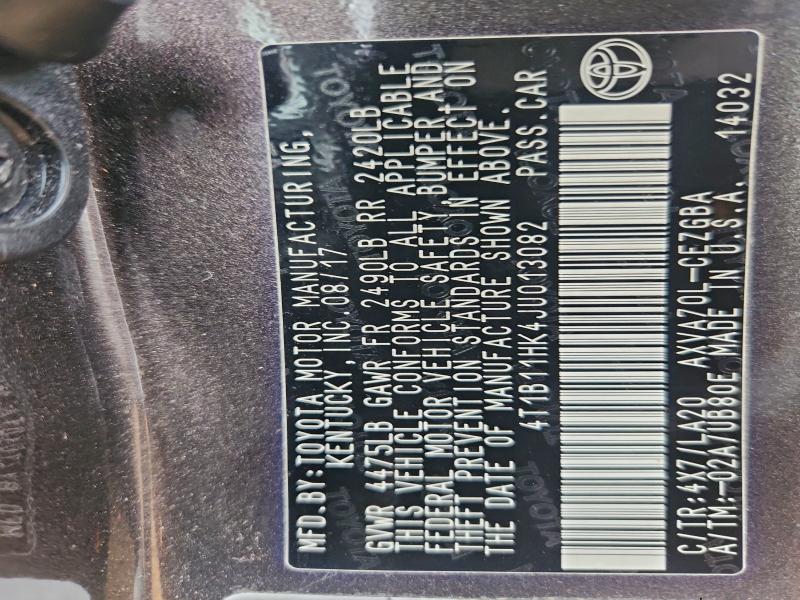 MFD.BY:TOYOTA MOTOR MANUFACTURING,
KENTUCKY, INC.08/17
GVWR 4475LB GAWR FR 2490LB RR 2420LB
THIS VEHICLE CONFORMS TO ALL APPLICABLE
FEDERAL MOTOR VEHICLE SAFETY, BUMPER, AND
THEFT PREVENTION STANDARDS IN EFFECT ON
THE DATE OF MANUFACTURE SHOWN ABOVE.
4T1B11HK4JU013082 PASS.CAR
C/TR:4X7/LA20 AXVA70L-CEZGBA
A/TM:-02A/UB80E MADE IN U.S.A. 14032